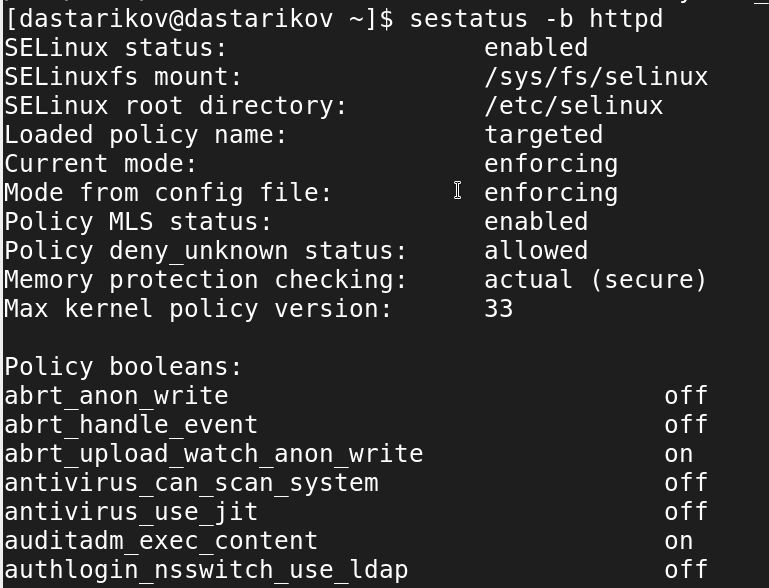 [dastarikov@dastarikov ~]$ sestatus -b httpd
SELinux status:                 enabled
SELinuxfs mount:                /sys/fs/selinux
SELinux root directory:         /etc/selinux
Loaded policy name:             targeted
Current mode:                   enforcing
Mode from config file:          enforcing
Policy MLS status:              enabled
Policy deny_unknown status:     allowed
Memory protection checking:     actual (secure)
Max kernel policy version:      33

Policy booleans:
abrt_anon_write                             off
abrt_handle_event                           off
abrt_upload_watch_anon_write                on
antivirus_can_scan_system                   off
antivirus_use_jit                           off
auditadm_exec_content                       on
authlogin_nsswitch_use_ldap                 off